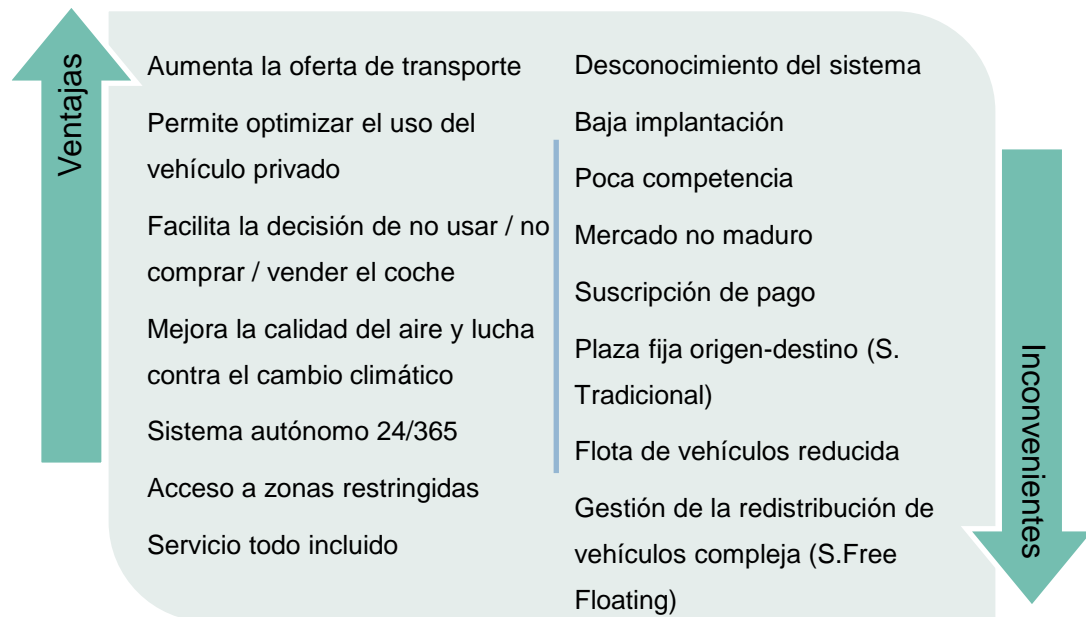 Ventajas
Aumenta la oferta de transporte
Permite optimizar el uso del
vehículo privado
Facilita la decisión de no usar / no
comprar / vender el coche
Mejora la calidad del aire y lucha
contra el cambio climático
Sistema autónomo 24/365
Acceso a zonas restringidas
Servicio todo incluido
Desconocimiento del sistema
Baja implantación
Poca competencia
Mercado no maduro
Suscripción de pago
Plaza fija origen-destino (S.
Tradicional)
Flota de vehículos reducida
Gestión de la redistribución de
vehículos compleja (S.Free
Floating)
Inconvenientes